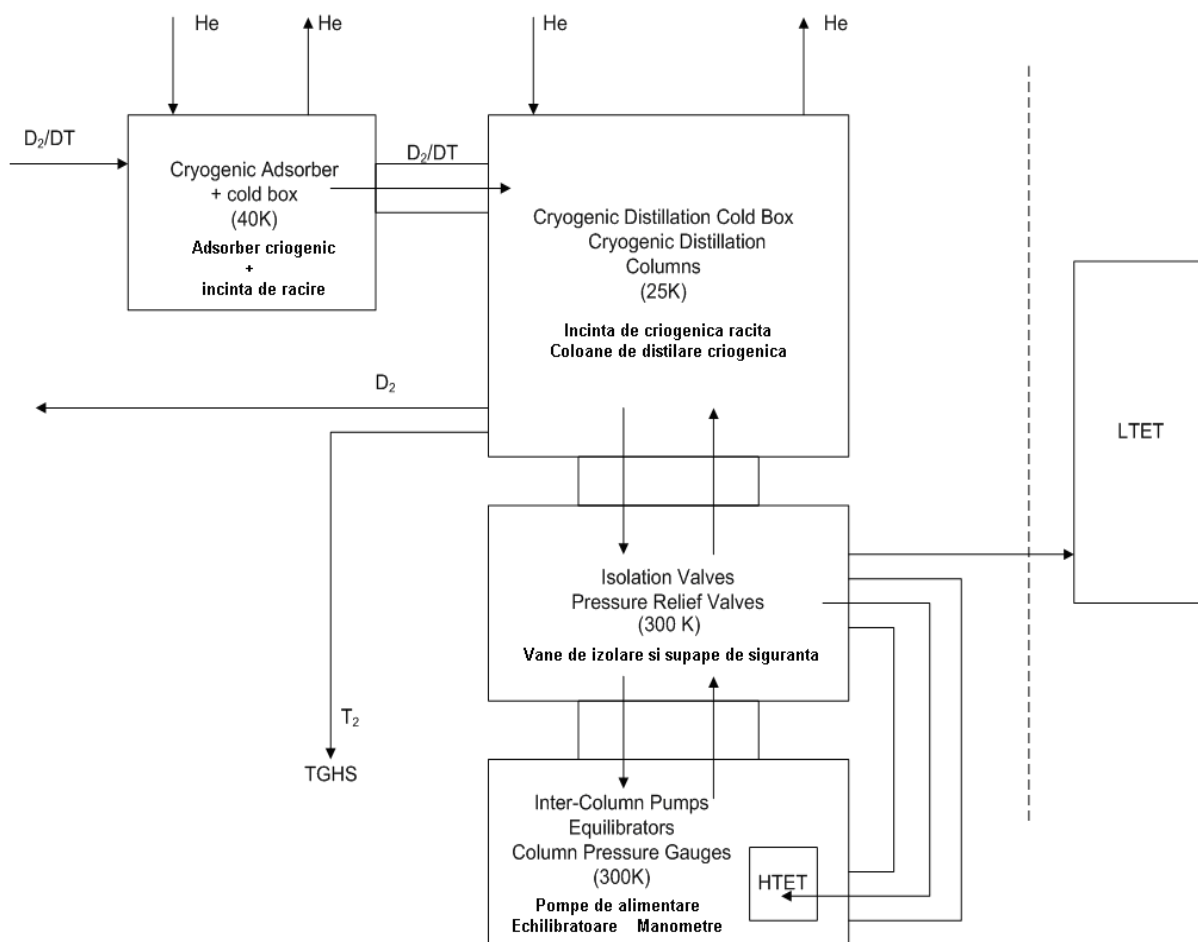 He
He
He
He
D₂/DT
D₂/DT
Cryogenic Adsorber
+ cold box
(40K)
Adsorber criogenic
+
incinta de racire
Cryogenic Distillation Cold Box
Cryogenic Distillation
Columns
(25K)
Incinta de criogenica racita
Coloane de distilare criogenica
D₂
LTET
Isolation Valves
Pressure Relief Valves
(300 K)
Vane de izolare si supape de siguranta
T₂
TGHS
Inter-Column Pumps
Equilibrators
Column Pressure Gauges
(300K)
HTET
Pompe de alimentare
Echilibratoare Manometre